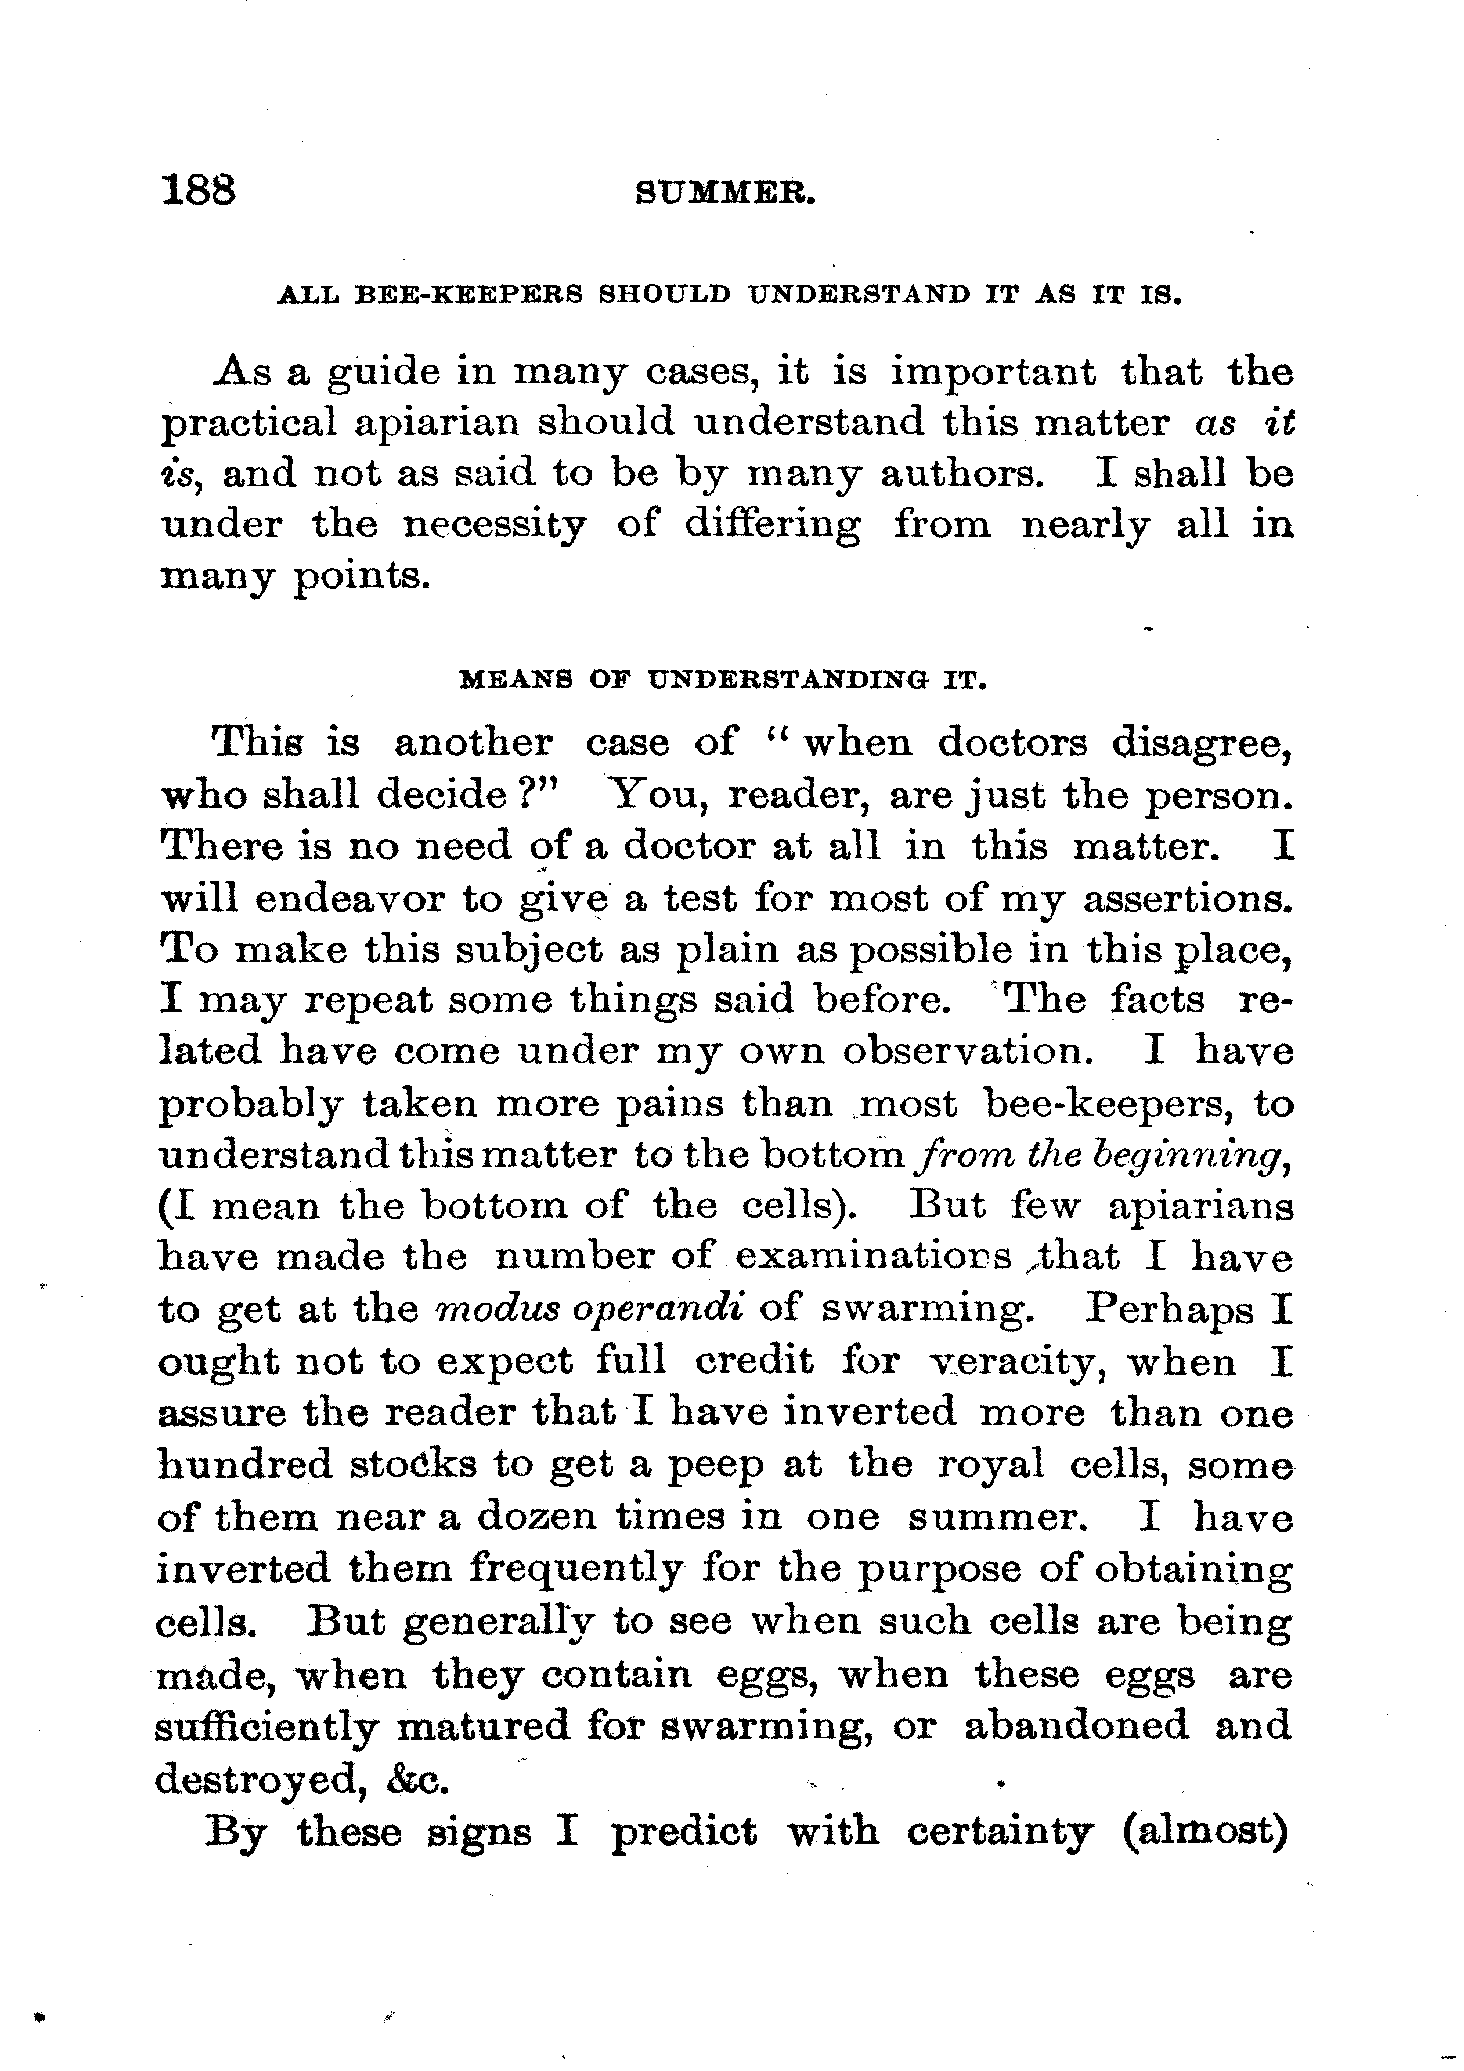 188 SUMMER.
ALL BEE-KEEPERS SHOULD UNDERSTAND IT AS IT IS.
As a guide in many cases, it is important that the
practical apiarian should understand this matter as it
is, and not as said to be by many authors. I shall be
under the necessity of differing from nearly all in
many points.
MEANS OF UNDERSTANDING IT.
This is another case of “ when doctors disagree,
who shall decide ?” You, reader, are just the person.
There is no need of a doctor at all in this matter. I
will endeavor to give a test for most of my assertions.
To make this subject as plain as possible in this place,
I may repeat some things said before. The facts re-
lated have come under my own observation. I have
probably taken more pains than most bee-keepers, to
understand this matter to the bottom from the beginning,
(I mean the bottom of the cells). But few apiarians
have made the number of examinations that I have
to get at the modus operandi of swarming. Perhaps I
ought not to expect full credit for veracity, when I
assure the reader that I have inverted more than one
hundred stocks to get a peep at the royal cells, some
of them near a dozen times in one summer. I have
inverted them frequently for the purpose of obtaining
cells. But generally to see when such cells are being
made, when they contain eggs, when these eggs are
sufficiently matured for swarming, or abandoned and
destroyed, &c.
By these signs I predict with certainty (almost)